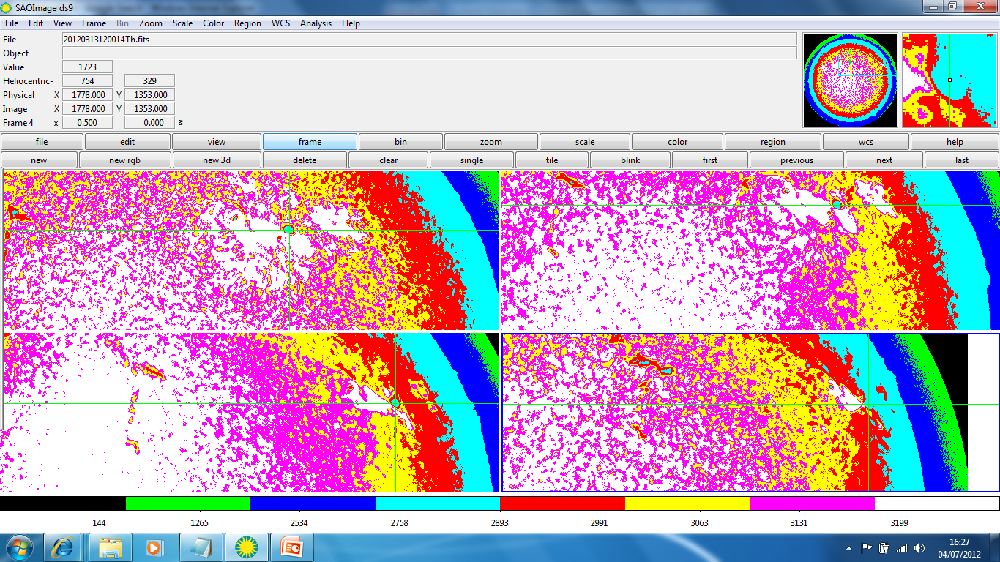 SAOImage ds9
File Edit View Frame Bin Zoom Scale Color Region WCS Analysis Help
File 20120313120014Th.fits
Object
Value 1723
Heliocentric- 754 329
Physical X 1778.000 Y 1353.000
Image X 1778.000 Y 1353.000
Frame 4 x 0.500 0.000
file edit view frame bin zoom scale color region wcs help
new new rgb new 3d delete clear single tile blink first previous next last
144 1265 2534 2758 2893 2991 3063 3131 3199
16:27
04/07/2012